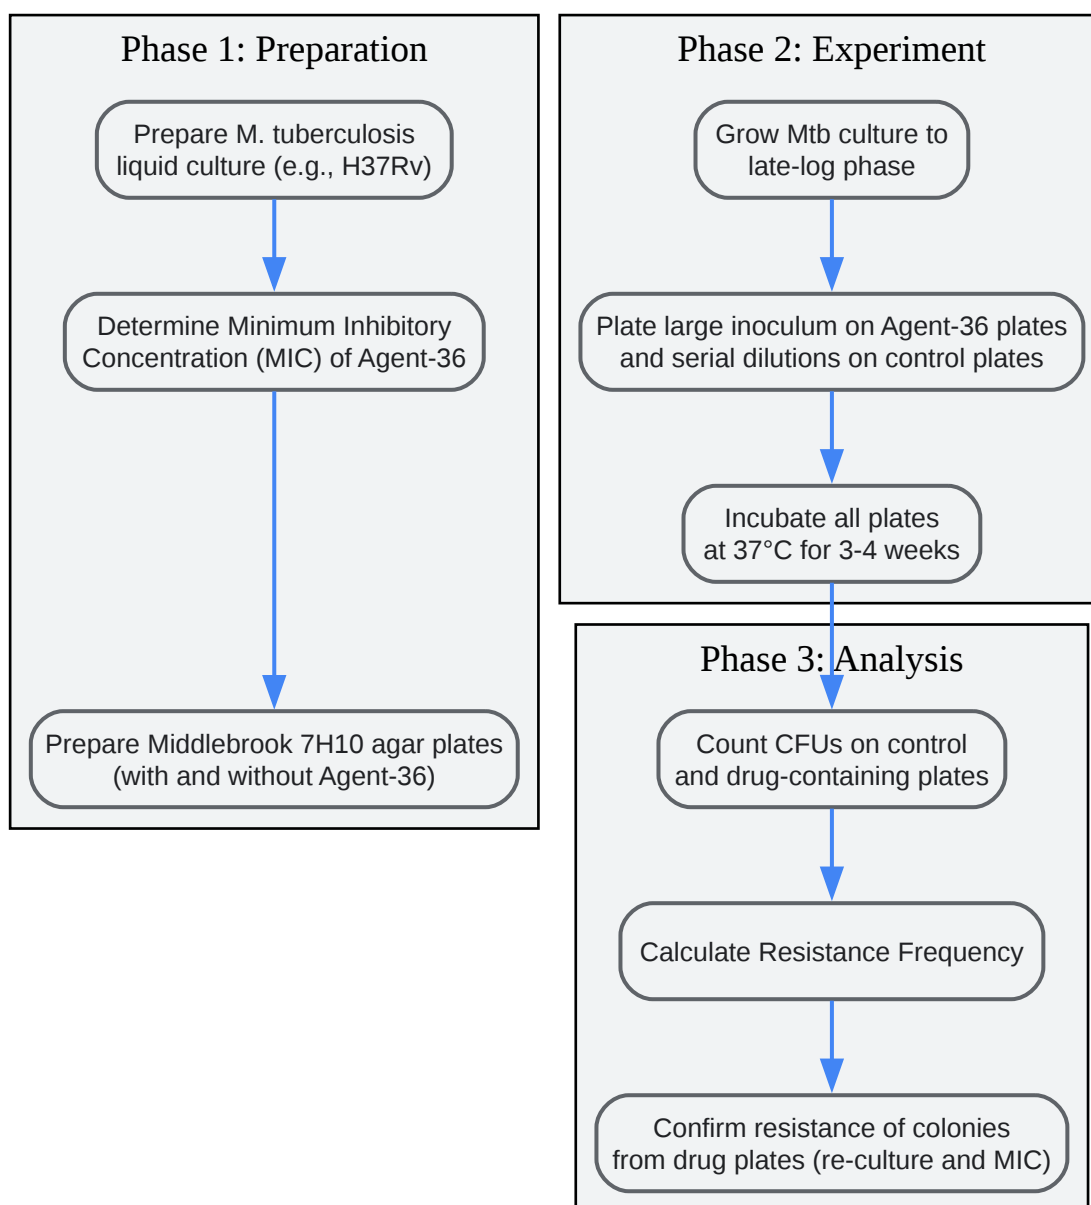 Phase 1: Preparation
Prepare M. tuberculosis
liquid culture (e.g., H37Rv)
Determine Minimum Inhibitory
Concentration (MIC) of Agent-36
Prepare Middlebrook 7H10 agar plates
(with and without Agent-36)
Phase 2: Experiment
Grow Mtb culture to
late-log phase
Plate large inoculum on Agent-36 plates
and serial dilutions on control plates
Incubate all plates
at 37°C for 3-4 weeks
Phase 3: Analysis
Count CFUs on control
and drug-containing plates
Calculate Resistance Frequency
Confirm resistance of colonies
from drug plates (re-culture and MIC)